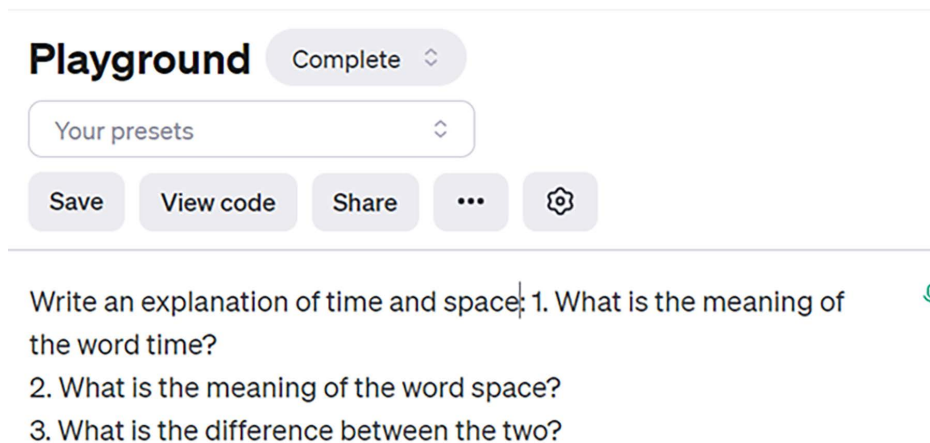 Playground Complete
Your presets
Save View code Share •••
Write an explanation of time and space: 1. What is the meaning of
the word time?
2. What is the meaning of the word space?
3. What is the difference between the two?